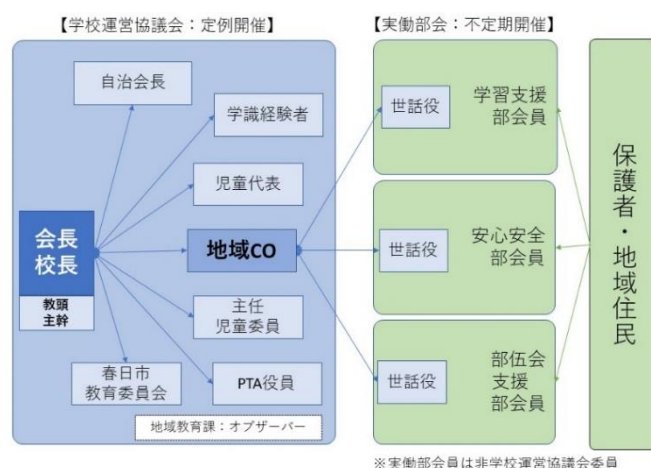 【学校運営協議会：定例開催】
【実働部会：不定期開催】
自治会長
学識経験者
児童代表
会長
校長
教頭
主幹
地域CO
主任
児童委員
春日市
教育委員会
PTA役員
地域教育課：オブザーバー
世話役
学習支援
部会員
世話役
安心安全
部会員
世話役
部伍会
支援
部会員
保護者・地域住民
※実働部会員は非学校運営協議会委員